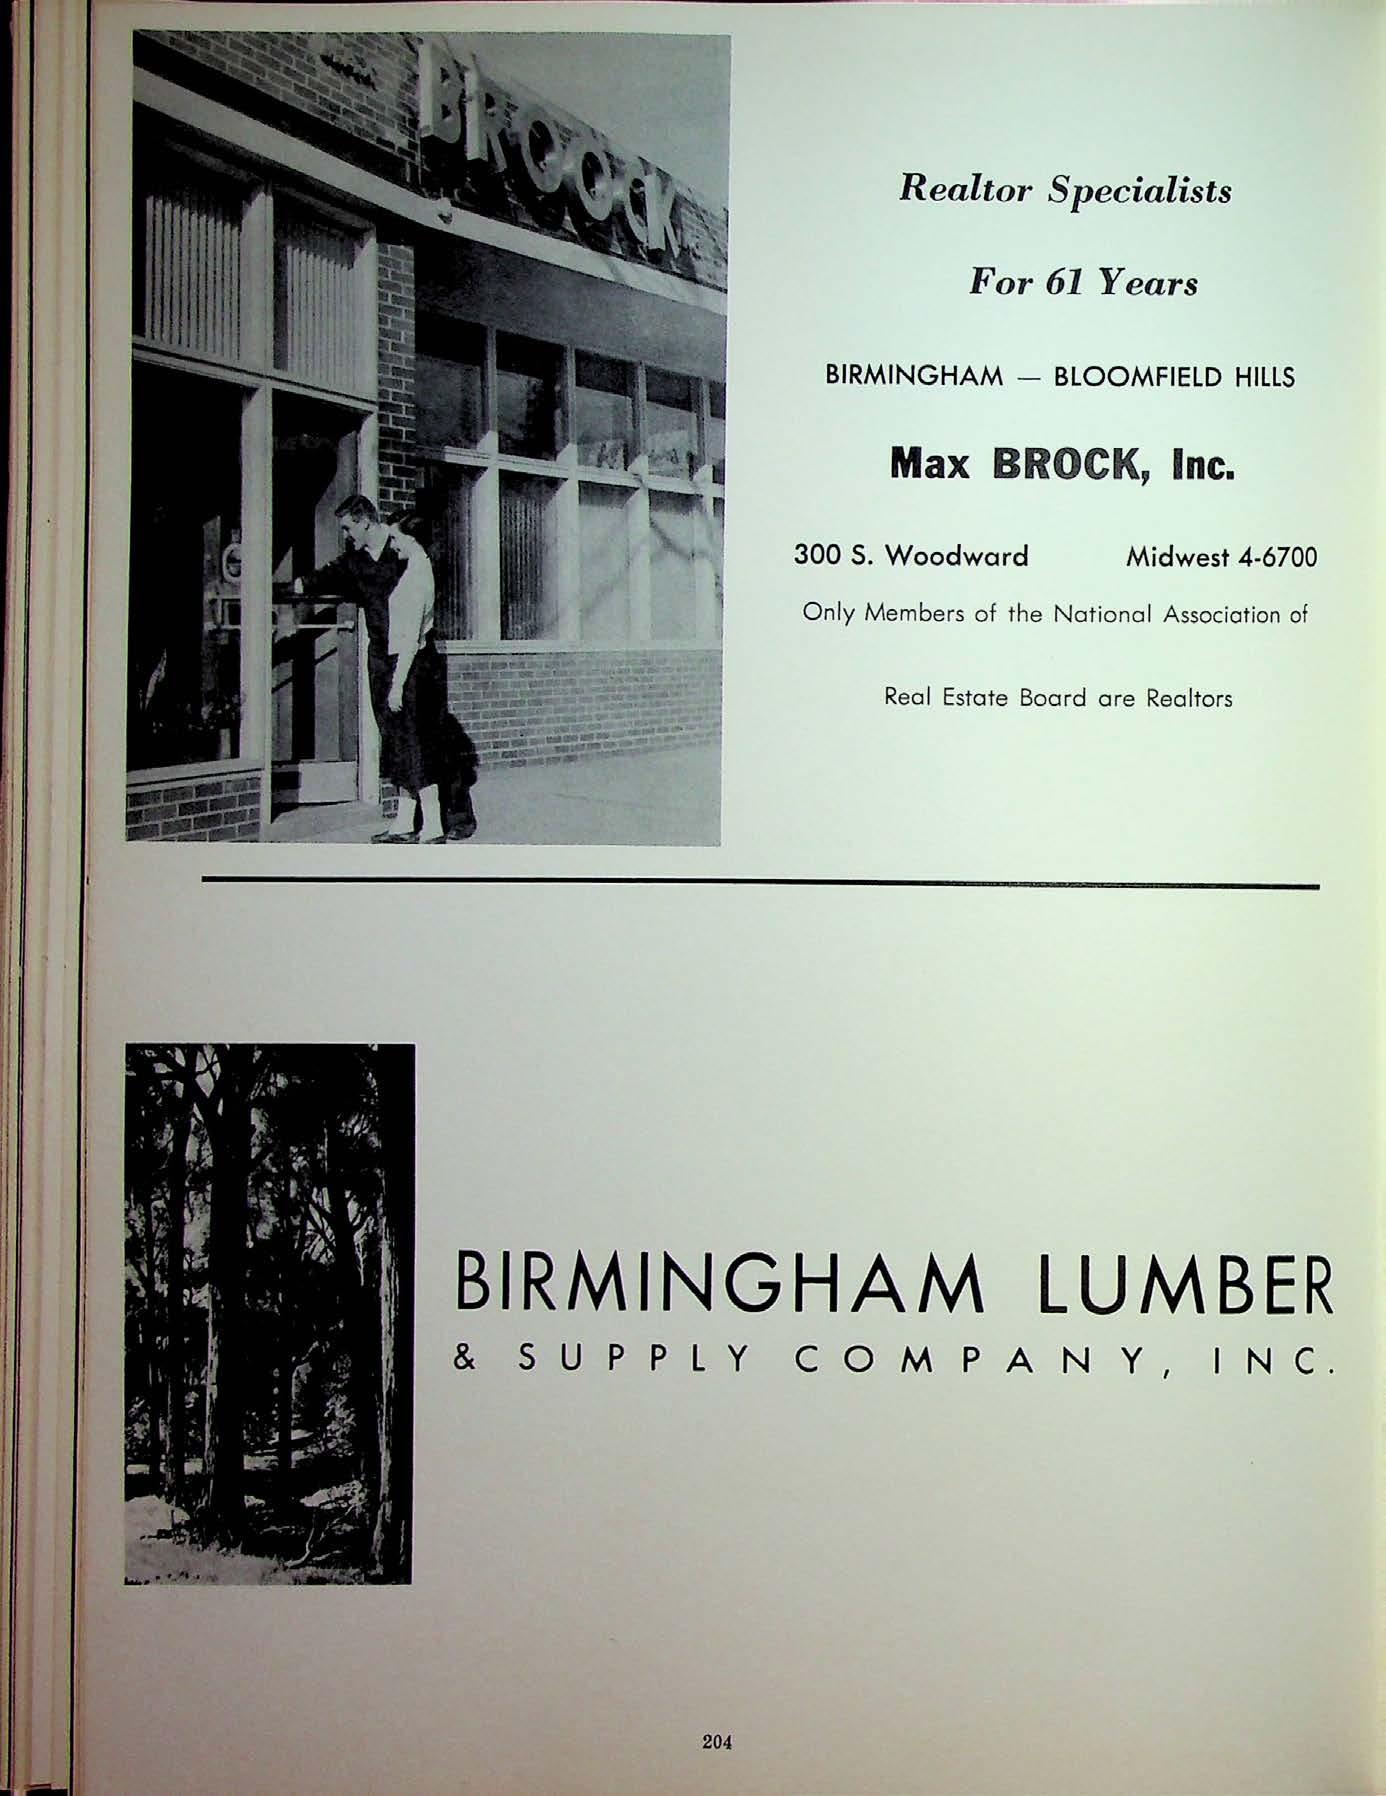 BROOCK
Realtor Specialists
For 61 Years
BIRMINGHAM — BLOOMFIELD HILLS
Max BROCK, Inc.
300 S. Woodward Midwest 4-6700
Only Members of the National Association of
Real Estate Board are Realtors
BIRMINGHAM LUMBER
& SUPPLY COMPANY, INC.
204